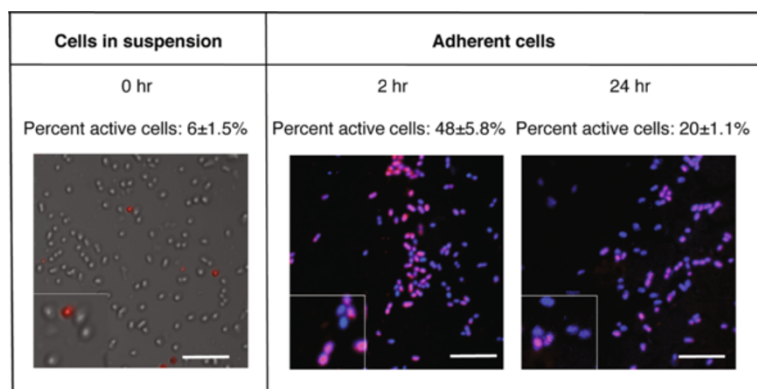 Cells in suspension
Adherent cells
0 hr
2 hr
24 hr
Percent active cells: 6±1.5%
Percent active cells: 48±5.8%
Percent active cells: 20±1.1%